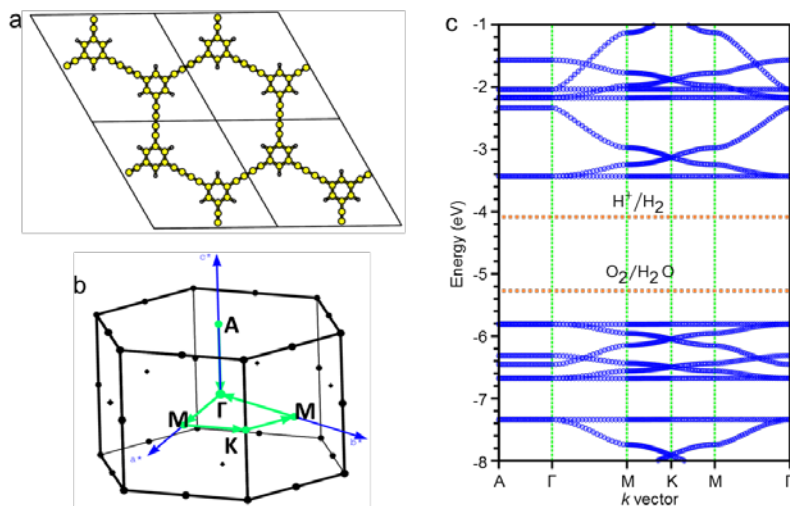 a
b
c*
A
Γ
M
M
K
a*
b*
c
Energy (eV)
-1
-2
-3
-4
-5
-6
-7
-8
H⁺/H₂
O₂/H₂O
A Γ M K M Γ
k vector